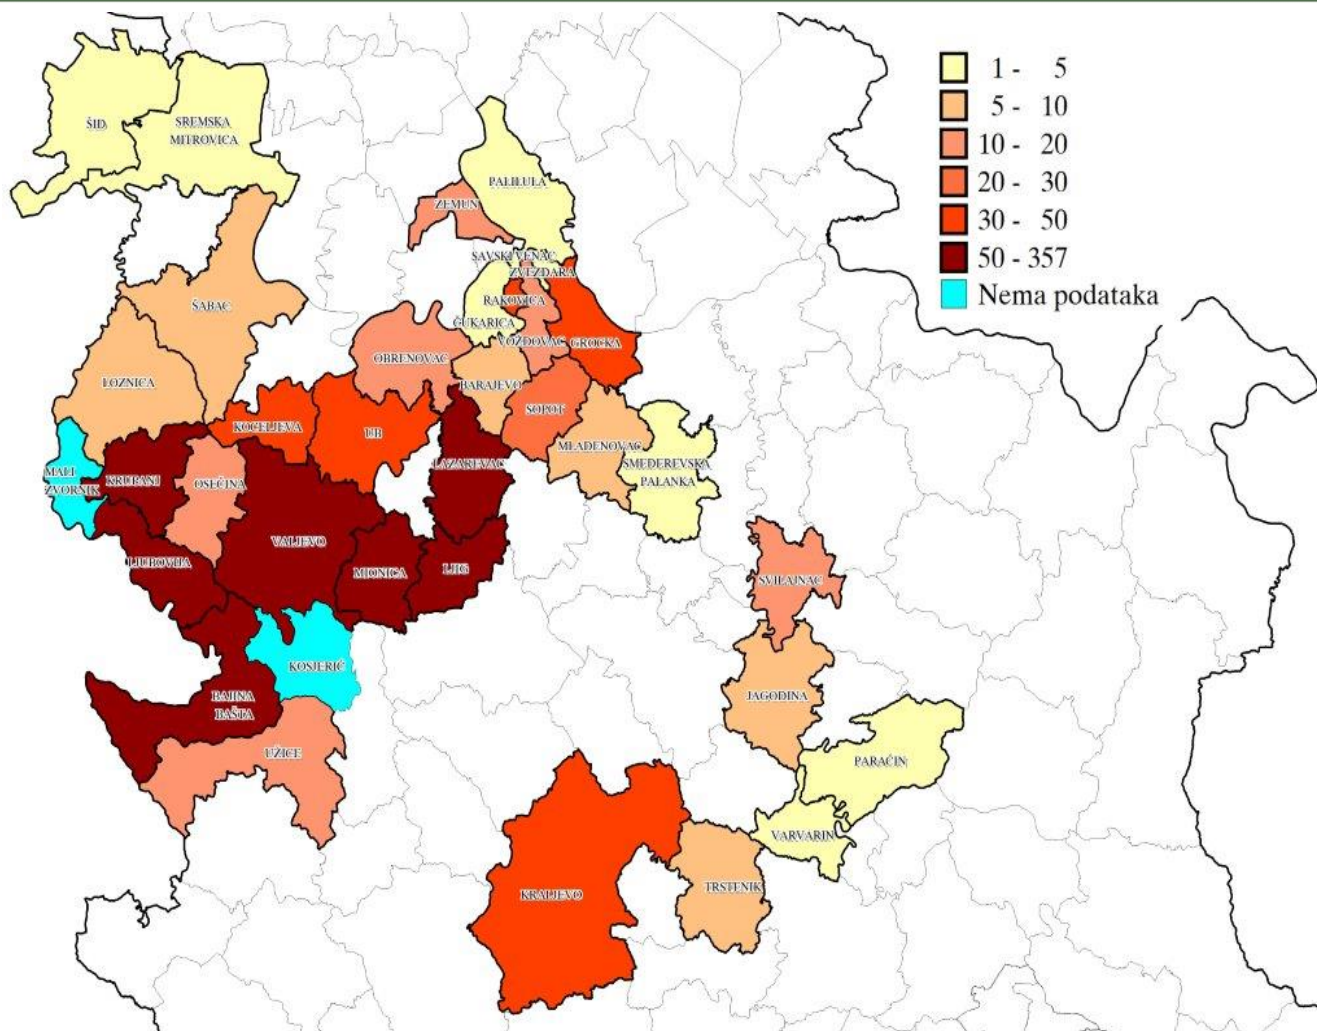 1 - 5
5 - 10
10 - 20
20 - 30
30 - 50
50 - 357
Nema podataka
ŠID
SREMSKA
MITROVICA
PALILULA
ZEMUN
SAVSKI VENAC
ZVEZDARA
RAKOVICA
ČUKARICA
VOŽDOVAC
GROCKA
ŠABAC
OBRENOVAC
LOZNICA
BARAJEVO
SOPOT
KOCELJEVA
UB
MLADENOVAC
LAZAREVAC
SMEDEREVSKA
PALANKA
MALI
ZVORNIK
KRUPANJ
OSEČINA
VALJEVO
LJUBOVIJA
MIONICA
LJIG
SVILAJNAC
KOSJERIĆ
BAJINA
BAŠTA
JAGODINA
UŽICE
PARAĆIN
VARVARIN
KRALJEVO
TRSTENIK